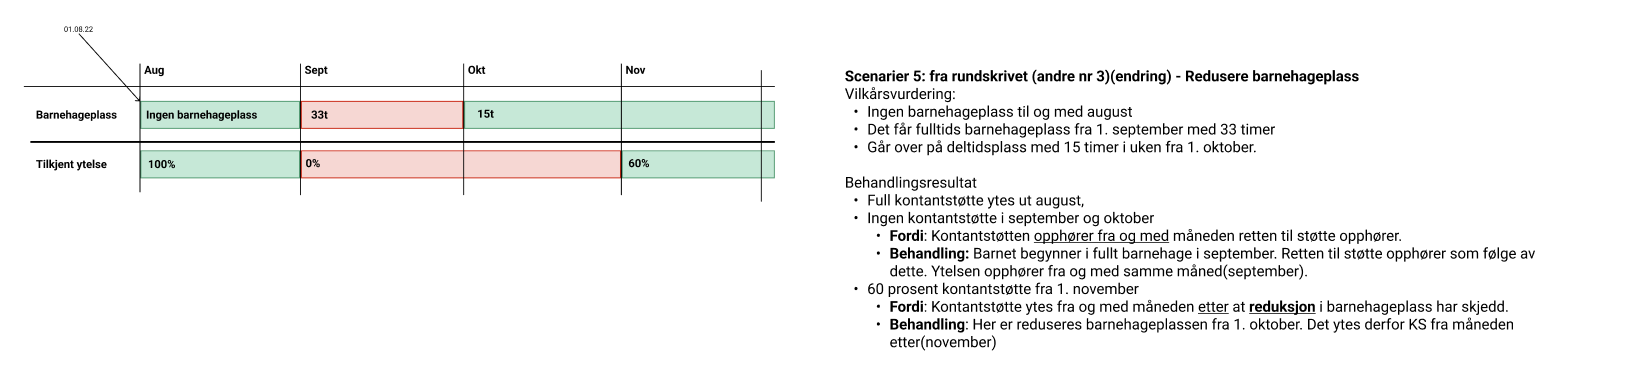 01.08.22
Aug Sept Okt Nov
Barnehageplass Ingen barnehageplass 33t 15t
Tilkjent ytelse 100% 0% 60%
Scenarier 5: fra rundskrivet (andre nr 3)(endring) - Redusere barnehageplass
Vilkårsvurdering:
• Ingen barnehageplass til og med august
• Det får fulltids barnehageplass fra 1. september med 33 timer
• Går over på deltidsplass med 15 timer i uken fra 1. oktober.
Behandlingsresultat
• Full kontantstøtte ytes ut august,
• Ingen kontantstøtte i september og oktober
• Fordi: Kontantstøtten opphører fra og med måneden retten til støtte opphører.
• Behandling: Barnet begynner i fullt barnehage i september. Retten til støtte opphører som følge av
dette. Ytelsen opphører fra og med samme måned(september).
• 60 prosent kontantstøtte fra 1. november
• Fordi: Kontantstøtte ytes fra og med måneden etter at reduksjon i barnehageplass har skjedd.
• Behandling: Her er reduseres barnehageplassen fra 1. oktober. Det ytes derfor KS fra måneden
etter(november)